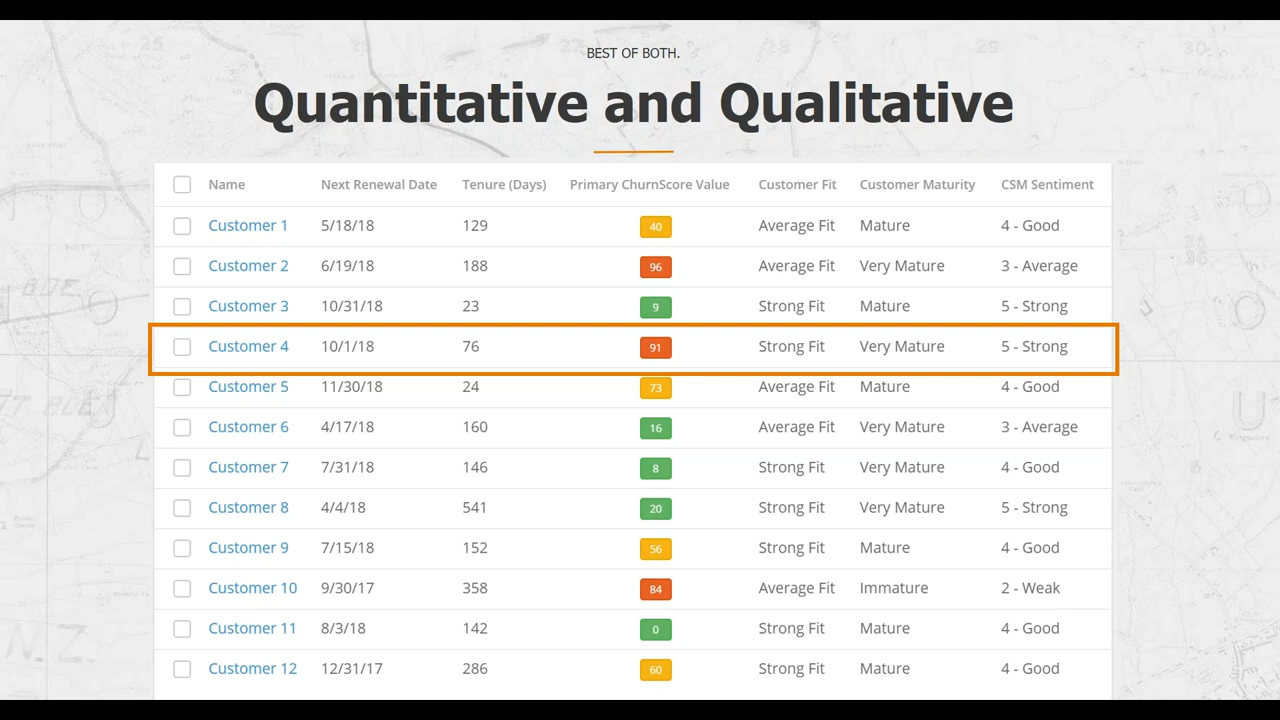 BEST OF BOTH.
Quantitative and Qualitative
Name Next Renewal Date Tenure (Days) Primary ChurnScore Value Customer Fit Customer Maturity CSM Sentiment
Customer 1 5/18/18 129 40 Average Fit Mature 4 - Good
Customer 2 6/19/18 188 96 Average Fit Very Mature 3 - Average
Customer 3 10/31/18 23 9 Strong Fit Mature 5 - Strong
Customer 4 10/1/18 76 91 Strong Fit Very Mature 5 - Strong
Customer 5 11/30/18 24 73 Average Fit Mature 4 - Good
Customer 6 4/17/18 160 16 Average Fit Very Mature 3 - Average
Customer 7 7/31/18 146 8 Strong Fit Very Mature 4 - Good
Customer 8 4/4/18 541 20 Strong Fit Very Mature 5 - Strong
Customer 9 7/15/18 152 56 Strong Fit Mature 4 - Good
Customer 10 9/30/17 358 84 Average Fit Immature 2 - Weak
Customer 11 8/3/18 142 0 Strong Fit Mature 4 - Good
Customer 12 12/31/17 286 60 Strong Fit Mature 4 - Good